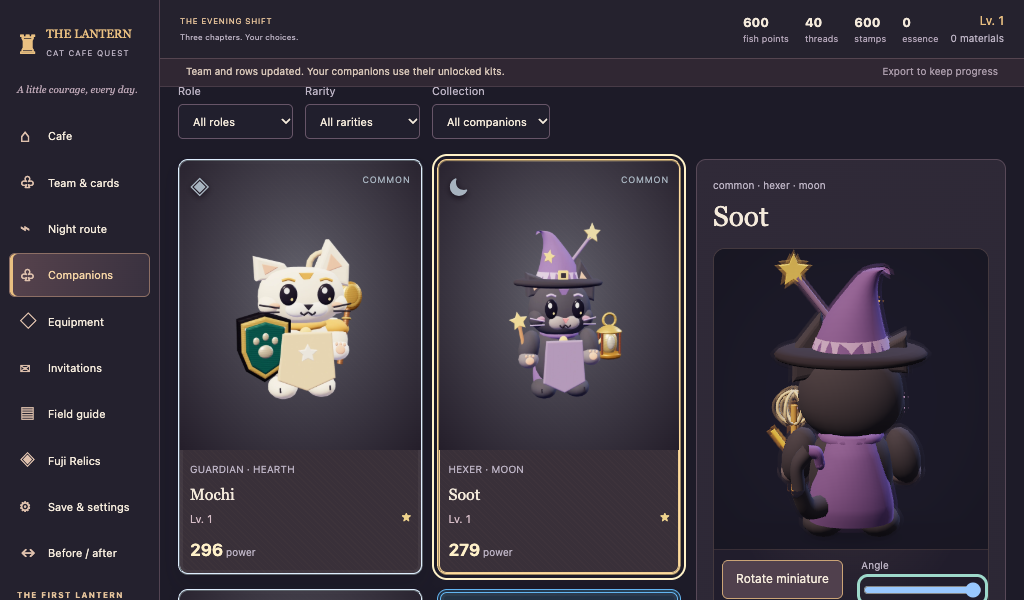 THE LANTERN
CAT CAFE QUEST
A little courage, every day.
Cafe
Team & cards
Night route
Companions
Equipment
Invitations
Field guide
Fuji Relics
Save & settings
Before / after
THE FIRST LANTERN
THE EVENING SHIFT
Three chapters. Your choices.
600
fish points
40
threads
600
stamps
0
essence
Lv. 1
0 materials
Team and rows updated. Your companions use their unlocked kits.
Export to keep progress
Role
Rarity
Collection
All roles
All rarities
All companions
COMMON
GUARDIAN · HEARTH
Mochi
Lv. 1
296 power
COMMON
HEXER · MOON
Soot
Lv. 1
279 power
common · hexer · moon
Soot
Rotate miniature
Angle